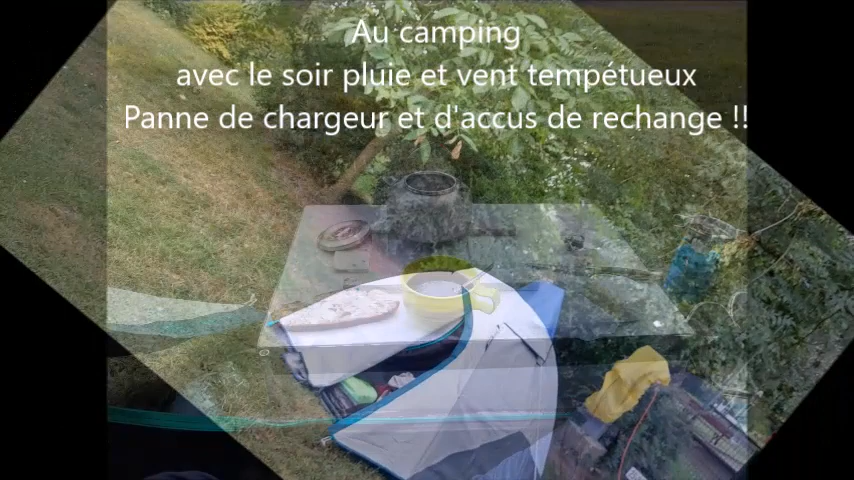 Au camping
avec le soir pluie et vent tempétueux
Panne de chargeur et d'accus de rechange !!